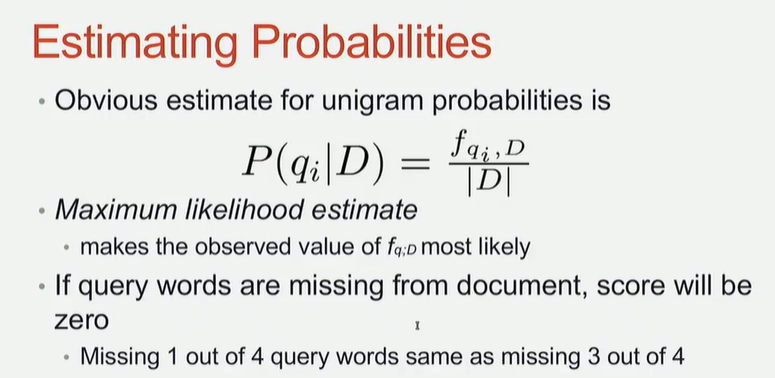 Estimating Probabilities
• Obvious estimate for unigram probabilities is
P(q_i|D) = f_{q_i,D} / |D|
• Maximum likelihood estimate
• makes the observed value of f_{q;D} most likely
• If query words are missing from document, score will be
zero
• Missing 1 out of 4 query words same as missing 3 out of 4